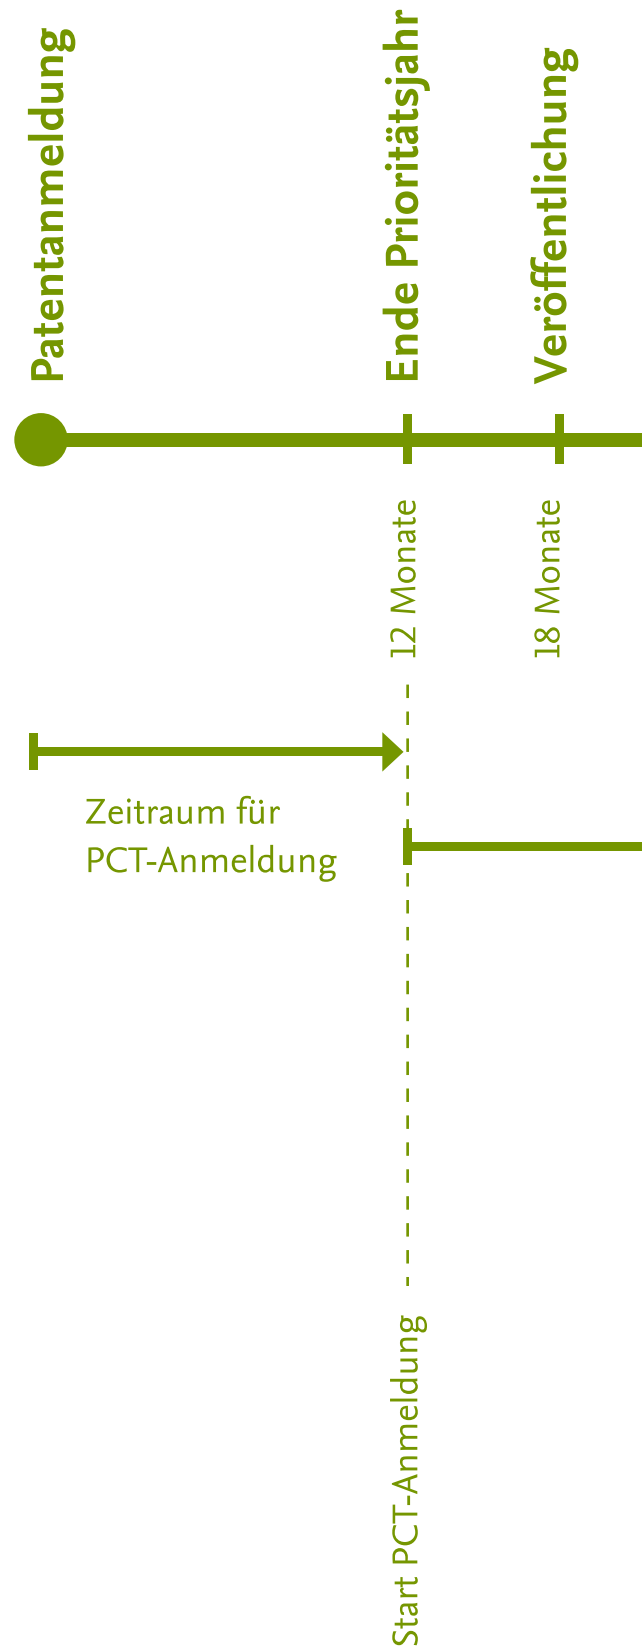 Patentanmeldung
Ende Prioritätsjahr
Veröffentlichung
12 Monate
18 Monate
Zeitraum für
PCT-Anmeldung
Start PCT-Anmeldung